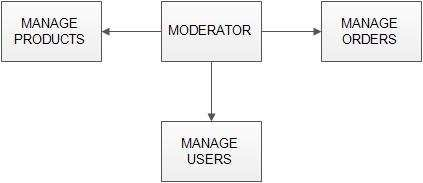 MANAGE
PRODUCTS
MODERATOR
MANAGE
ORDERS
MANAGE
USERS